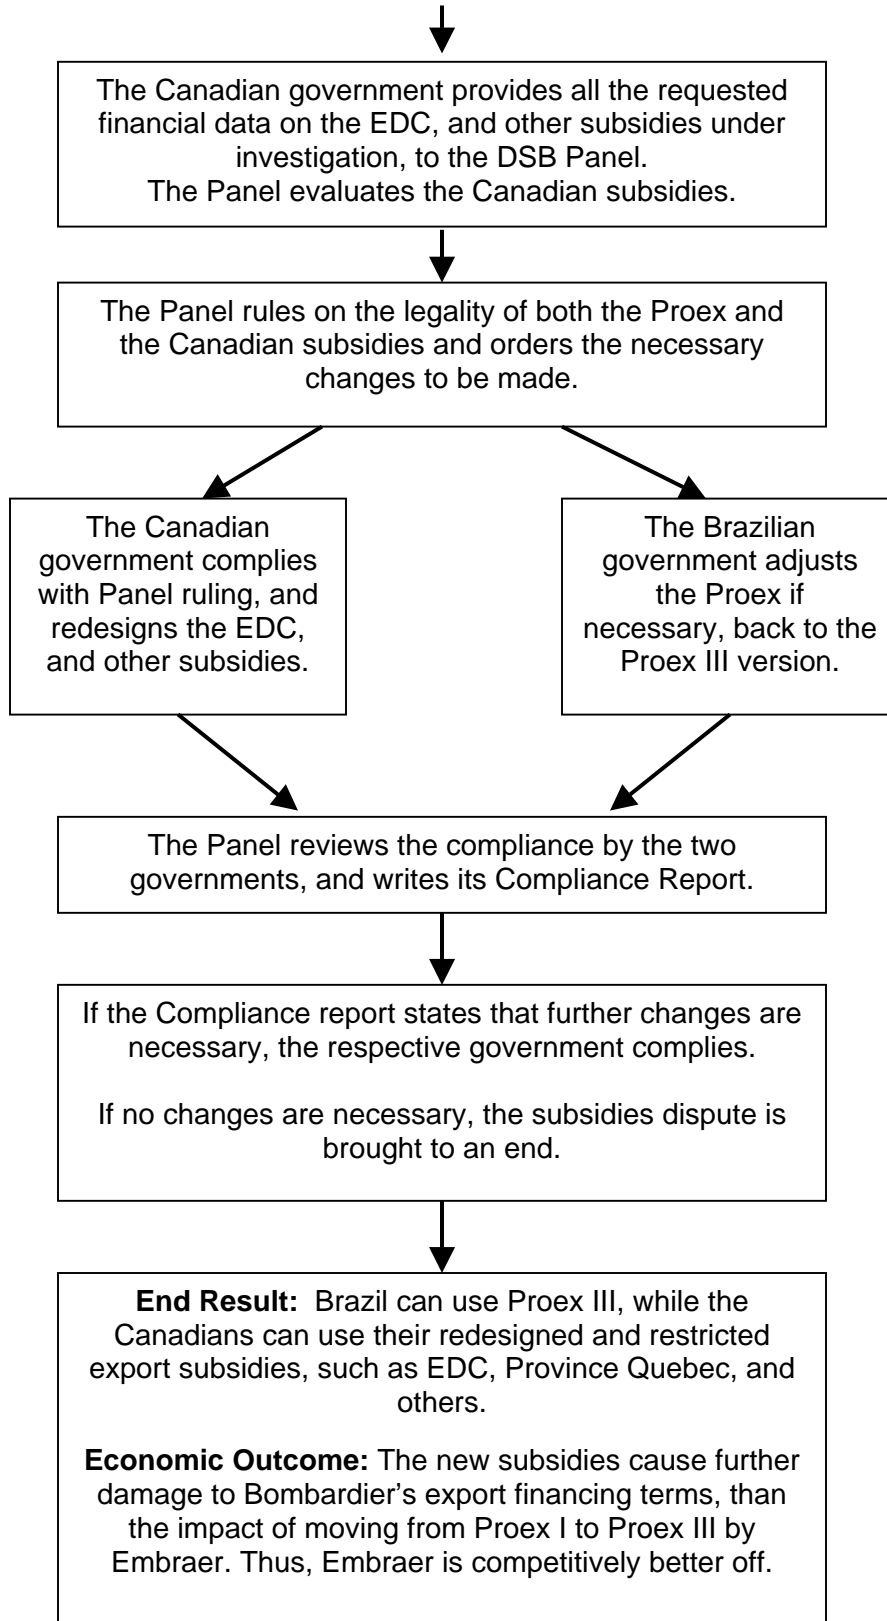 The Canadian government provides all the requested
financial data on the EDC, and other subsidies under
investigation, to the DSB Panel.
The Panel evaluates the Canadian subsidies.
The Panel rules on the legality of both the Proex and
the Canadian subsidies and orders the necessary
changes to be made.
The Canadian
government complies
with Panel ruling, and
redesigns the EDC,
and other subsidies.
The Brazilian
government adjusts
the Proex if
necessary, back to the
Proex III version.
The Panel reviews the compliance by the two
governments, and writes its Compliance Report.
If the Compliance report states that further changes are
necessary, the respective government complies.
If no changes are necessary, the subsidies dispute is
brought to an end.
End Result: Brazil can use Proex III, while the
Canadians can use their redesigned and restricted
export subsidies, such as EDC, Province Quebec, and
others.
Economic Outcome: The new subsidies cause further
damage to Bombardier's export financing terms, than
the impact of moving from Proex I to Proex III by
Embraer. Thus, Embraer is competitively better off.